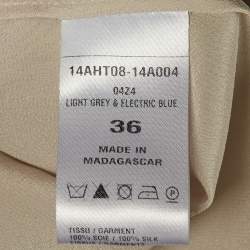 14AHT08-14A004
0424
LIGHT GREY & ELECTRIC BLUE
36
MADE IN
MADAGASCAR
TISSU / GARMENT
100% SOIE / 100% SILK